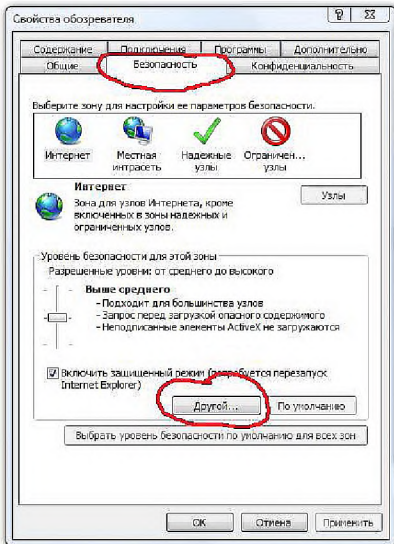 Свойства обозревателя
Содержание Подключения Программы Дополнительно
Общие Безопасность Конфиденциальность
Выберите зону для настройки ее параметров безопасности.
Интернет Местная интрасеть Надежные узлы Ограничен... узлы
Интернет
Узлы
Зона для узлов Интернета, кроме
включенных в зоны надежных и
ограниченных узлов.
Уровень безопасности для этой зоны
Разрешенные уровни: от среднего до высокого
Выше среднего
- Подходит для большинства узлов
- Запрос перед загрузкой опасного содержимого
- Неподписанные элементы ActiveX не загружаются
Включить защищенный режим (потребуется перезапуск
Internet Explorer)
Другой... По умолчанию
Выбрать уровень безопасности по умолчанию для всех зон
OK Отмена Применить